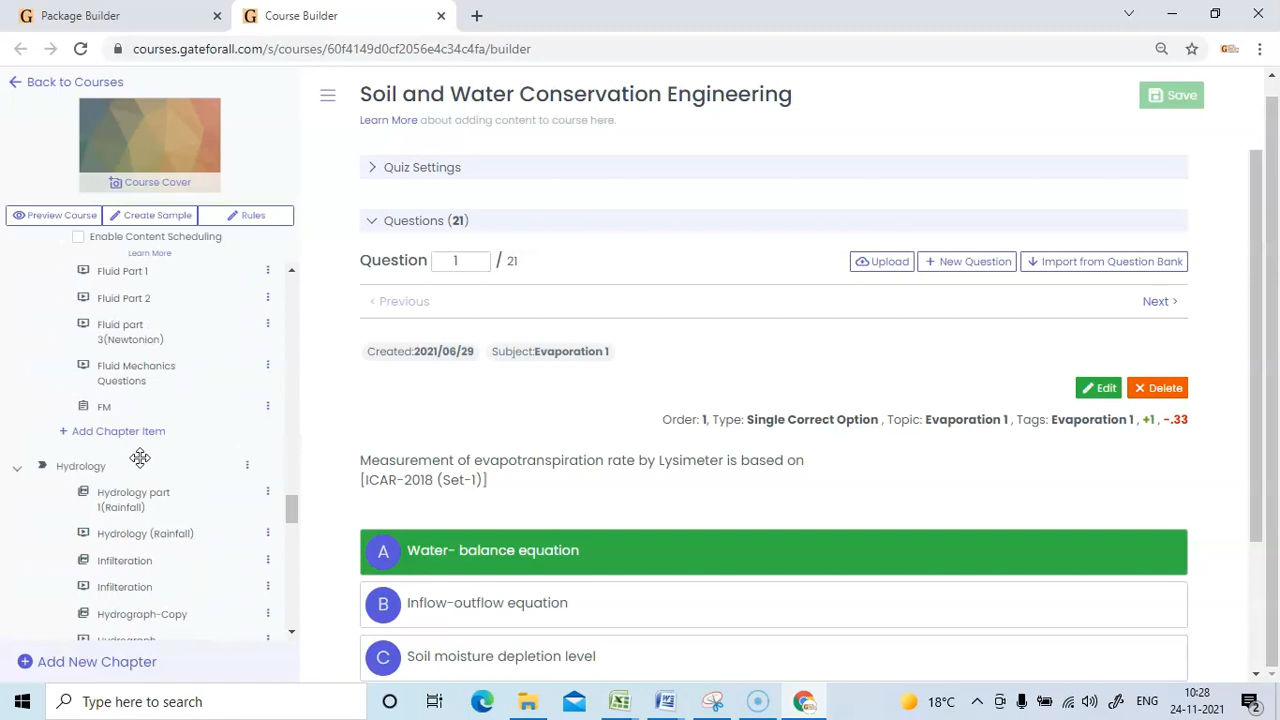 Package Builder
Course Builder
courses.gateforall.com/s/courses/60f4149d0cf2056e4c34c4fa/builder
Back to Courses
Course Cover
Preview Course
Create Sample
Rules
Enable Content Scheduling
Learn More
Fluid Part 1
Fluid Part 2
Fluid part
3(Newtonion)
Fluid Mechanics
Questions
FM
+ Add Chapter Item
Hydrology
Hydrology part
1(Rainfall)
Hydrology (Rainfall)
Infilteration
Infilteration
Hydrograph-Copy
Hydrograph
Add New Chapter
Soil and Water Conservation Engineering
Save
Learn More about adding content to course here.
Quiz Settings
Questions (21)
Question 1 / 21
Upload
+ New Question
Import from Question Bank
< Previous
Next >
Created:2021/06/29
Subject:Evaporation 1
Edit
Delete
Order: 1, Type: Single Correct Option , Topic: Evaporation 1 , Tags: Evaporation 1 , +1 , -.33
Measurement of evapotranspiration rate by Lysimeter is based on
[ICAR-2018 (Set-1)]
A Water- balance equation
B Inflow-outflow equation
C Soil moisture depletion level
Type here to search
18°C
ENG
10:28
24-11-2021
2